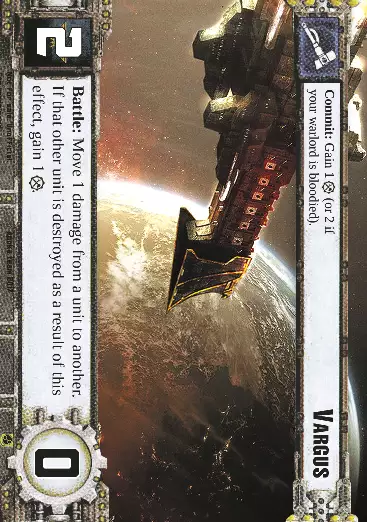 VARGUS
Commit: Gain 1 (or 2 if
your warlord is bloodied).
2
Battle: Move 1 damage from a unit to another.
If that other unit is destroyed as a result of this
effect, gain 1 .
0